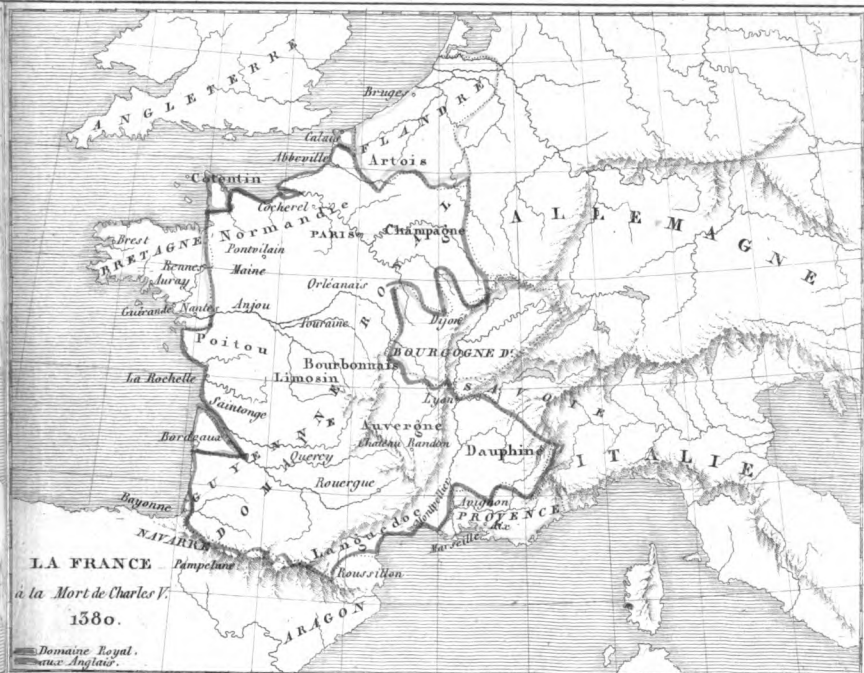 ANGLETERRE
Bruges
FLANDRE
Calais
Abbeville
Artois
Cotentin
Cocherel
Normandie
PARIS
Champagne
ALLEMAGNE
Brest
BRETAGNE
Pontvilain
Rennes
Maine
Auray
Orléanais
Guérande
Nantes
Anjou
Touraine
Dijon
Poitou
BOURGOGNE D.
Bourbonnais
La Rochelle
Limosin
Lyon
SAVOIE
Saintonge
Auvergne
Bordeaux
Chateau Randon
Dauphiné
ITALIE
Quercy
GUYENNE
Rouergue
DOMAINE ROYAL
Bayonne
Avignon
Montpellier
PROVENCE
Aix
Languedoc
Marseille
NAVARRE
Pampelune
Roussillon
ARAGON
LA FRANCE
à la Mort de Charles V.
1380.
Domaine Royal.
aux Anglais.